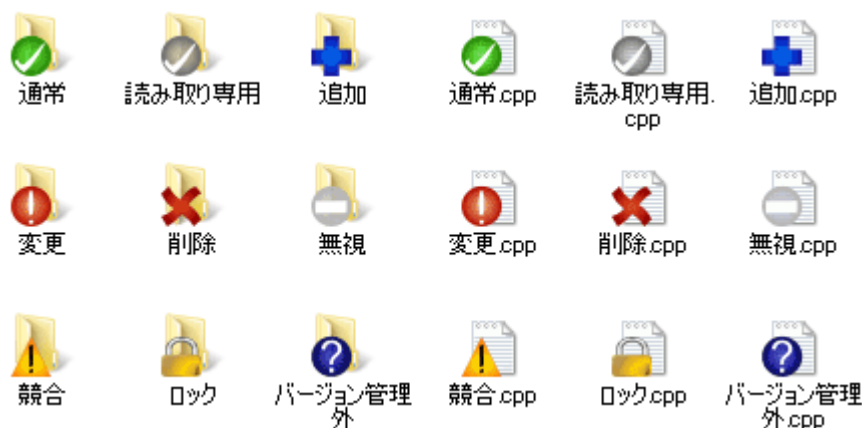 通常
読み取り専用
追加
通常.cpp
読み取り専用.
cpp
追加.cpp
変更
削除
無視
変更.cpp
削除.cpp
無視.cpp
競合
ロック
バージョン管理
外
競合.cpp
ロック.cpp
バージョン管理
外.cpp